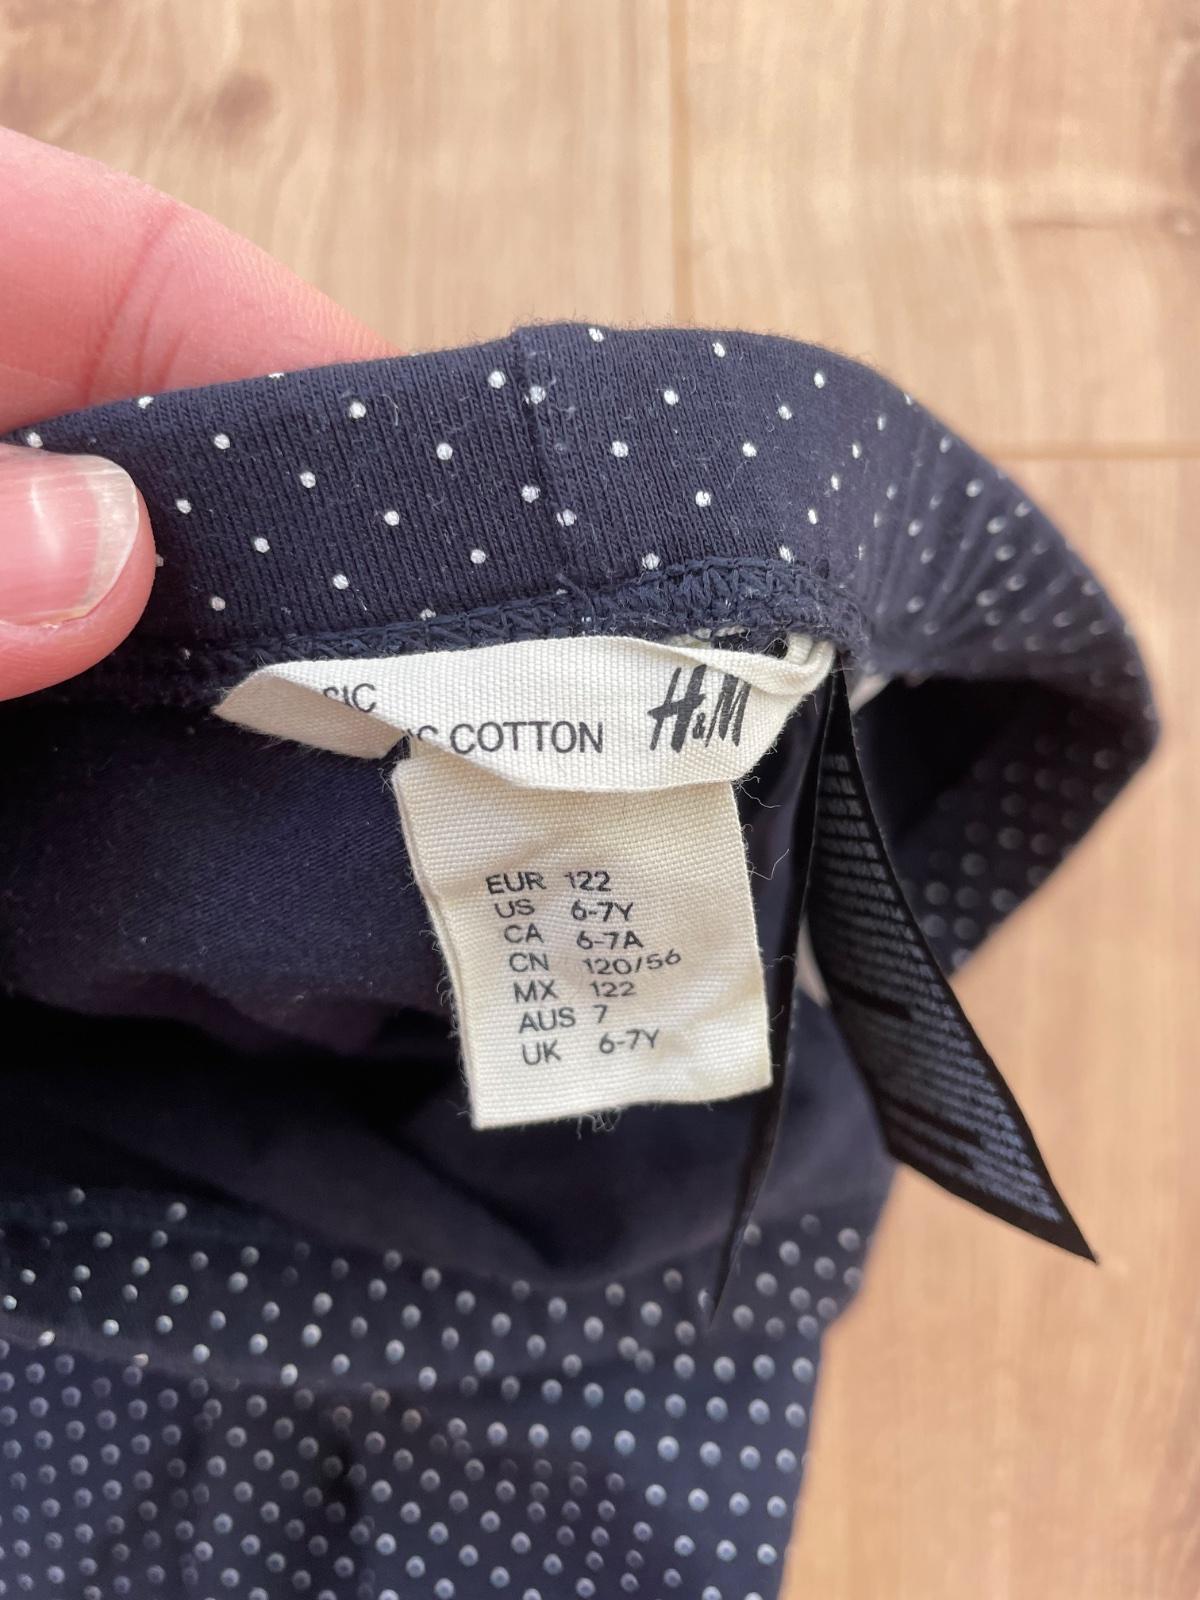 SIC
IC COTTON
H&M
EUR 122
US 6-7Y
CA 6-7A
CN 120/56
MX 122
AUS 7
UK 6-7Y